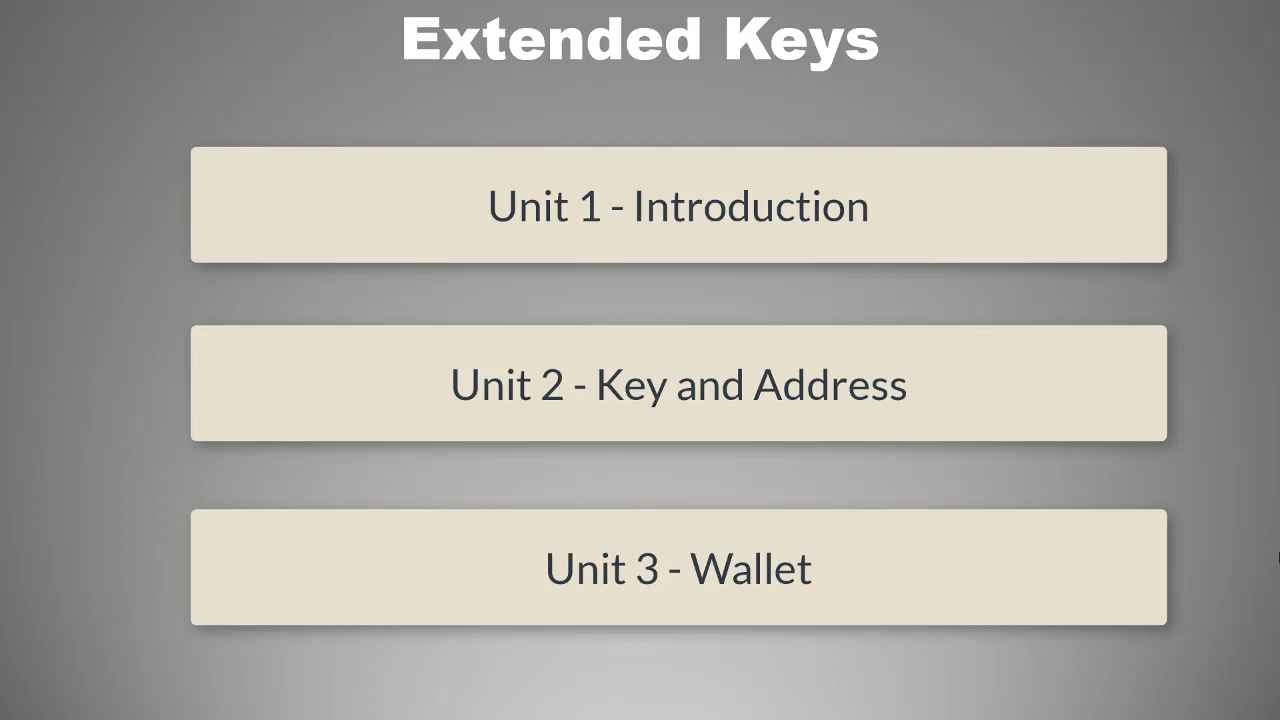 Extended Keys
Unit 1 - Introduction
Unit 2 - Key and Address
Unit 3 - Wallet